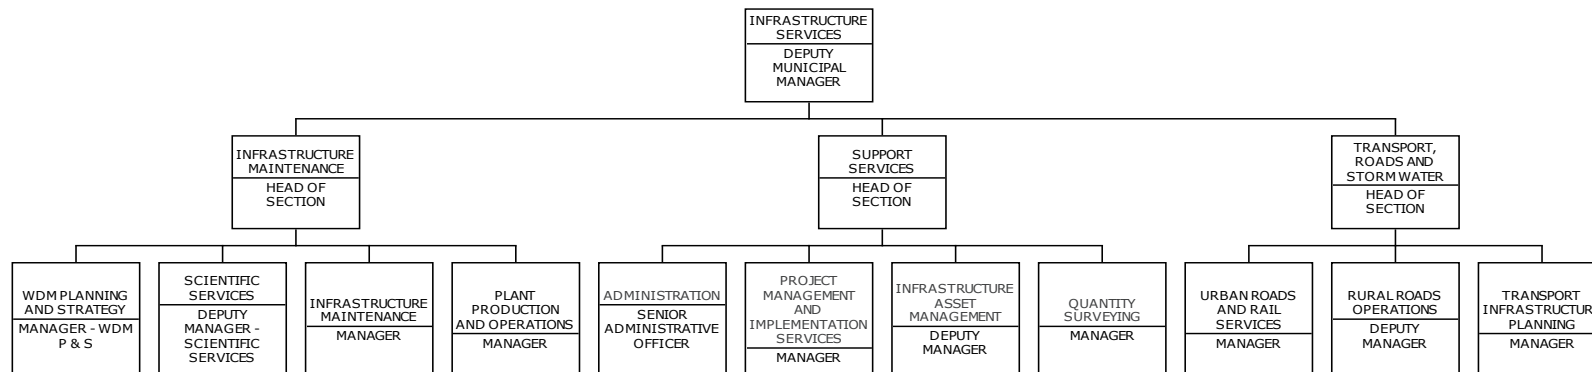 INFRASTRUCTURE
SERVICES
DEPUTY
MUNICIPAL
MANAGER
INFRASTRUCTURE
MAINTENANCE
HEAD OF
SECTION
SUPPORT
SERVICES
HEAD OF
SECTION
TRANSPORT,
ROADS AND
STORM WATER
HEAD OF
SECTION
WDM PLANNING
AND STRATEGY
MANAGER - WDM
P & S
SCIENTIFIC
SERVICES
DEPUTY
MANAGER -
SCIENTIFIC
SERVICES
INFRASTRUCTURE
MAINTENANCE
MANAGER
PLANT
PRODUCTION
AND OPERATIONS
MANAGER
ADMINISTRATION
SENIOR
ADMINISTRATIVE
OFFICER
PROJECT
MANAGEMENT
AND
IMPLEMENTATION
SERVICES
MANAGER
INFRASTRUCTURE
ASSET
MANAGEMENT
DEPUTY
MANAGER
QUANTITY
SURVEYING
MANAGER
URBAN ROADS
AND RAIL
SERVICES
MANAGER
RURAL ROADS
OPERATIONS
DEPUTY
MANAGER
TRANSPORT
INFRASTRUCTURE
PLANNING
MANAGER